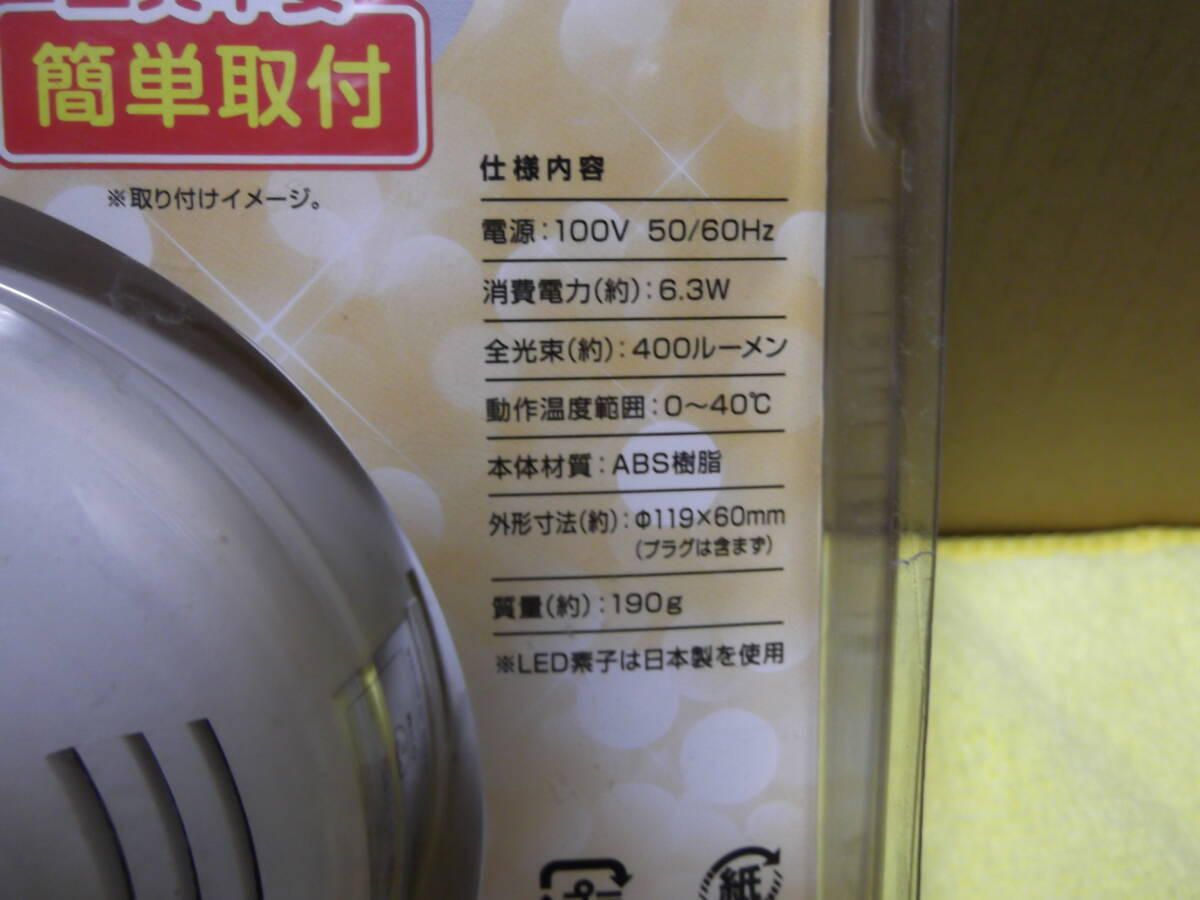 簡単取付
※取り付けイメージ。
仕様内容
電源：100V 50/60Hz
消費電力(約)：6.3W
全光束(約)：400ルーメン
動作温度範囲：0～40℃
本体材質：ABS樹脂
外形寸法(約)：Φ119×60mm
(プラグは含まず)
質量(約)：190g
※LED素子は日本製を使用
紙